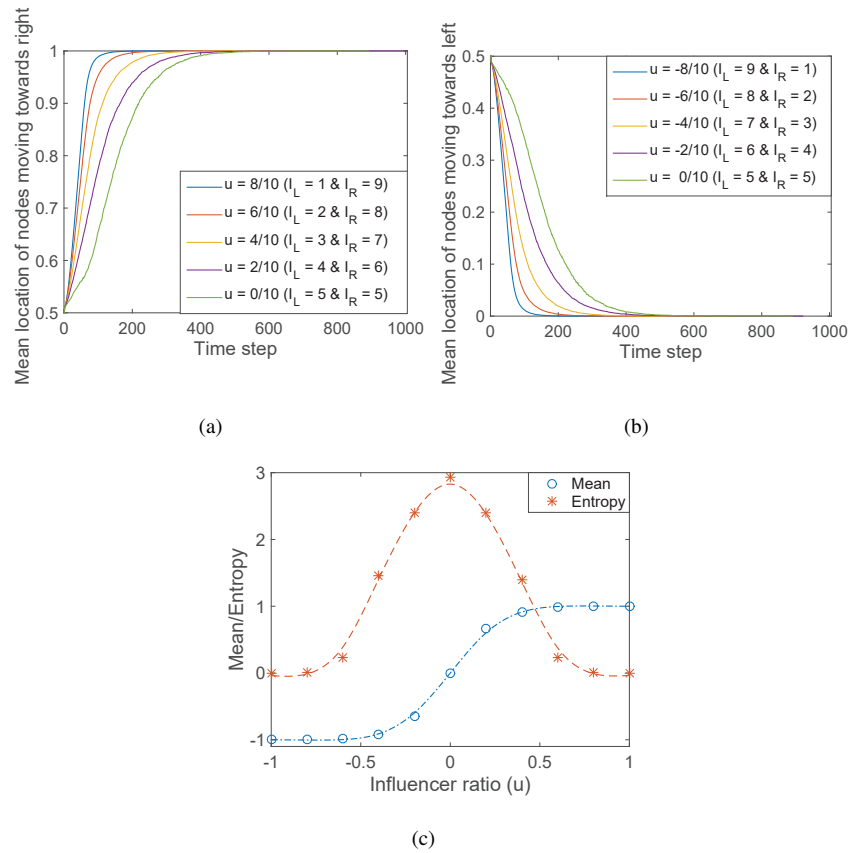 Mean location of nodes moving towards right
1
0.9
0.8
0.7
0.6
0.5
0
200
400
600
800
1000
Time step
u = 8/10 (I_L = 1 & I_R = 9)
u = 6/10 (I_L = 2 & I_R = 8)
u = 4/10 (I_L = 3 & I_R = 7)
u = 2/10 (I_L = 4 & I_R = 6)
u = 0/10 (I_L = 5 & I_R = 5)
(a)
Mean location of nodes moving towards left
0.5
0.4
0.3
0.2
0.1
0
0
200
400
600
800
1000
Time step
u = -8/10 (I_L = 9 & I_R = 1)
u = -6/10 (I_L = 8 & I_R = 2)
u = -4/10 (I_L = 7 & I_R = 3)
u = -2/10 (I_L = 6 & I_R = 4)
u = 0/10 (I_L = 5 & I_R = 5)
(b)
Mean/Entropy
3
2
1
0
-1
-1
-0.5
0
0.5
1
Influencer ratio (u)
Mean
Entropy
(c)